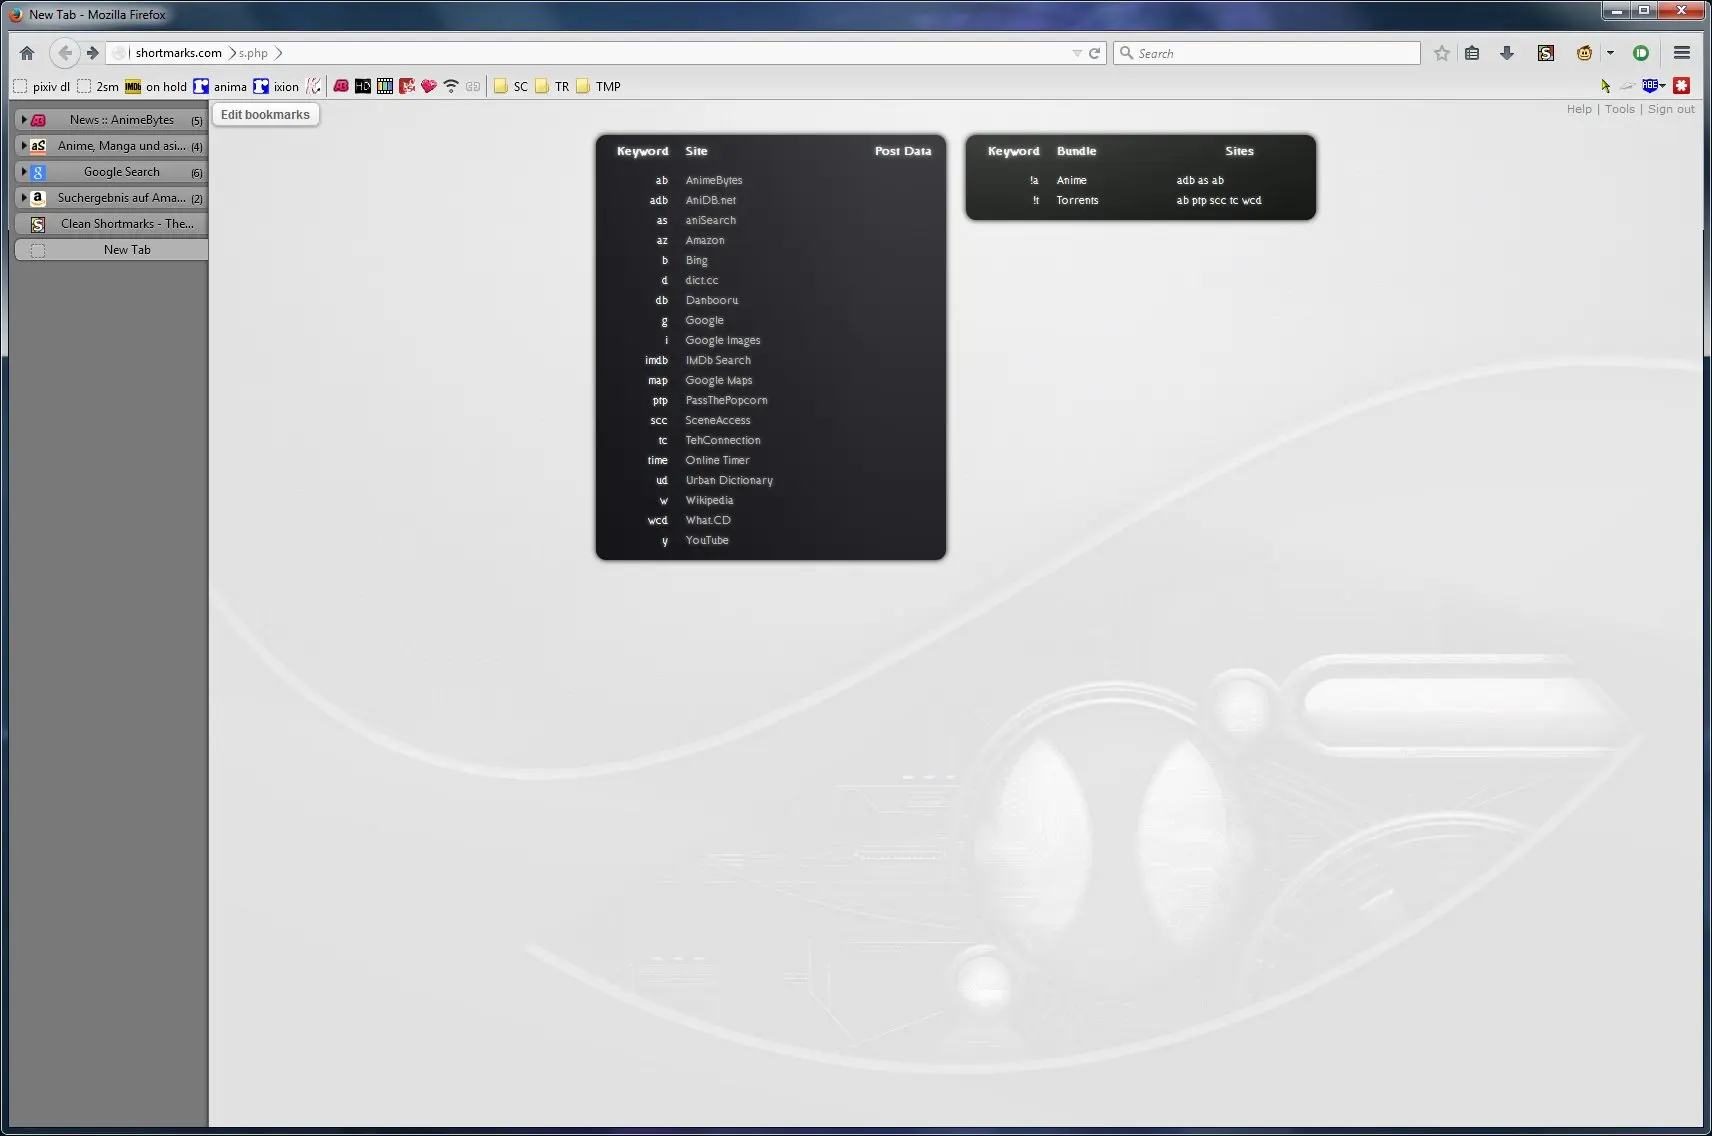 New Tab - Mozilla Firefox
shortmarks.com s.php
Search
pixiv dl 2sm IMDb on hold anima ixion AB HD SC TR TMP ABE
Edit bookmarks
Help | Tools | Sign out
News :: AnimeBytes (5)
Anime, Manga und asi... (4)
Google Search (6)
Suchergebnis auf Ama... (2)
Clean Shortmarks - The...
New Tab
Keyword Site Post Data
ab AnimeBytes
adb AniDB.net
as aniSearch
az Amazon
b Bing
d dict.cc
db Danbooru
g Google
i Google Images
imdb IMDb Search
map Google Maps
ptp PassThePopcorn
scc SceneAccess
tc TehConnection
time Online Timer
ud Urban Dictionary
w Wikipedia
wcd What.CD
y YouTube
Keyword Bundle Sites
!a Anime adb as ab
!t Torrents ab ptp scc tc wcd